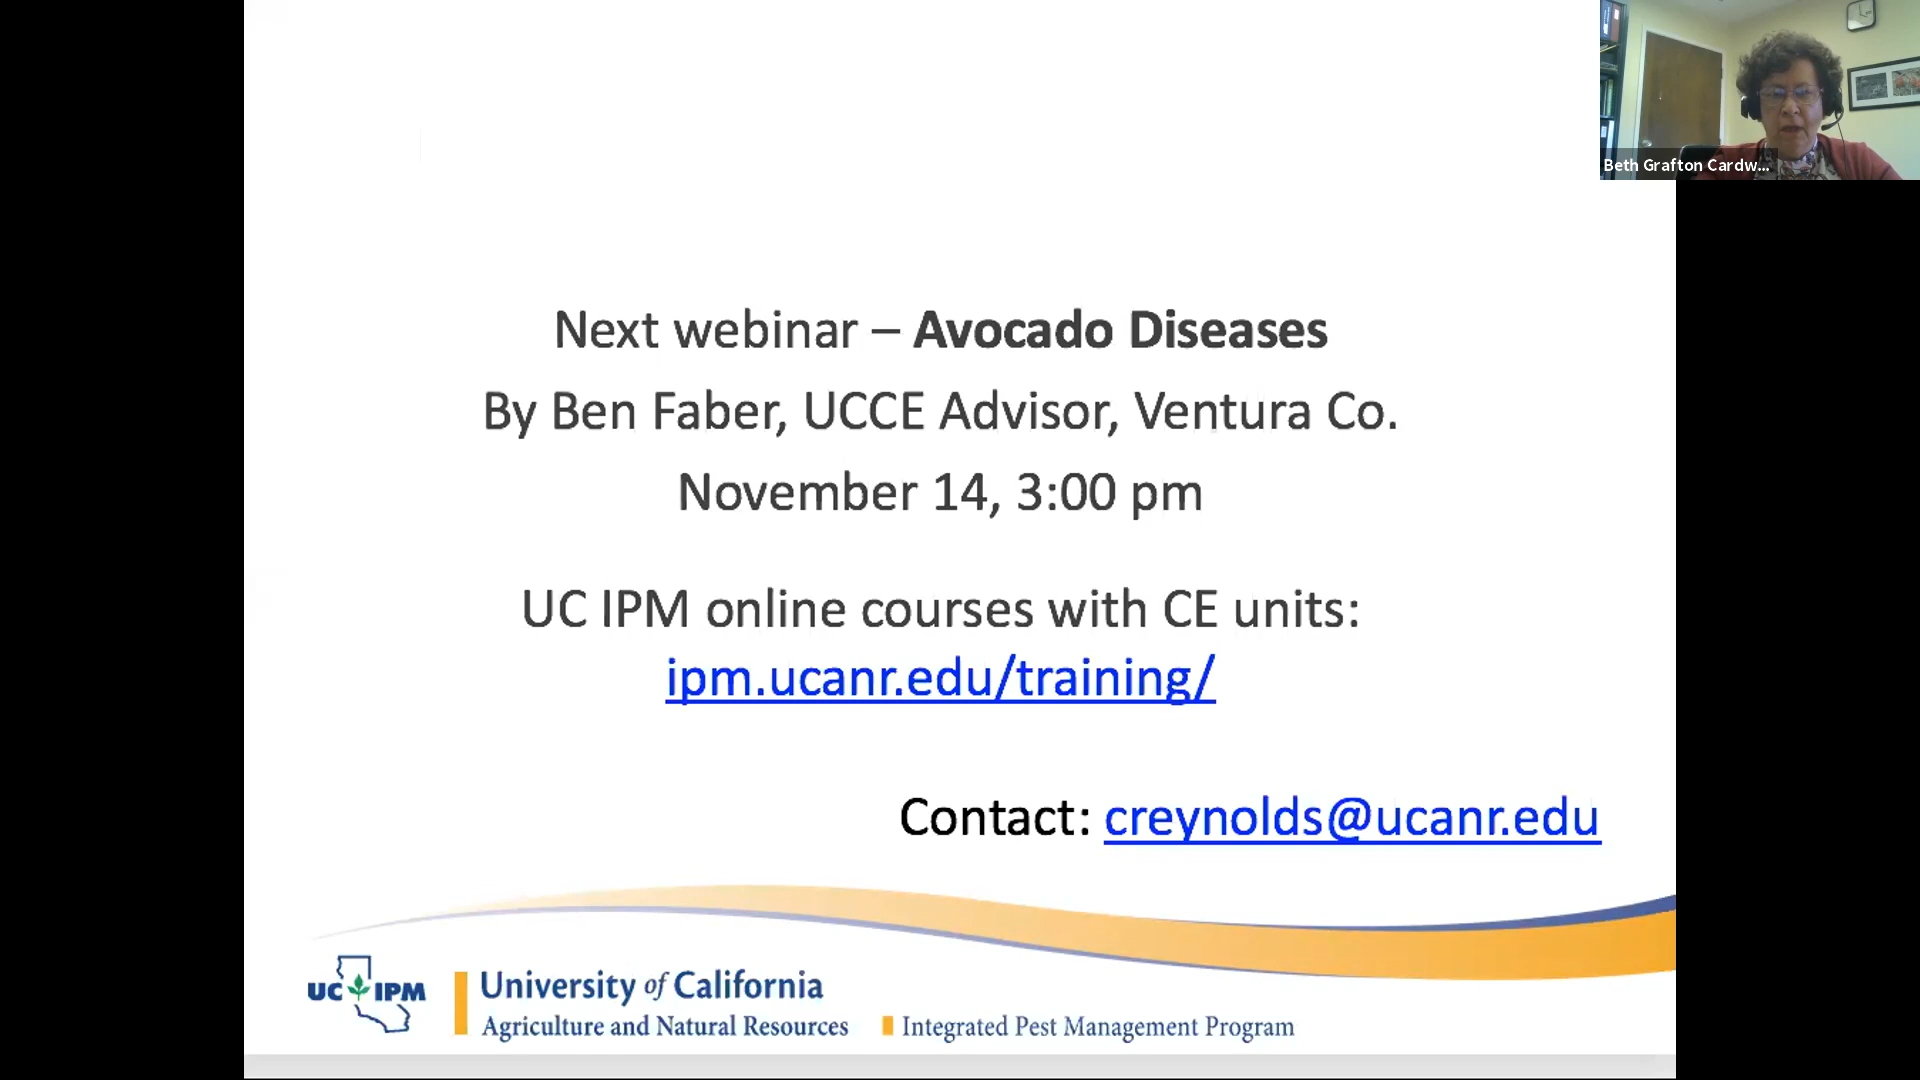 Next webinar – Avocado Diseases
By Ben Faber, UCCE Advisor, Ventura Co.
November 14, 3:00 pm
UC IPM online courses with CE units:
ipm.ucanr.edu/training/
Contact: creynolds@ucanr.edu
UC IPM
University of California
Agriculture and Natural Resources
Integrated Pest Management Program
Beth Grafton Cardw...